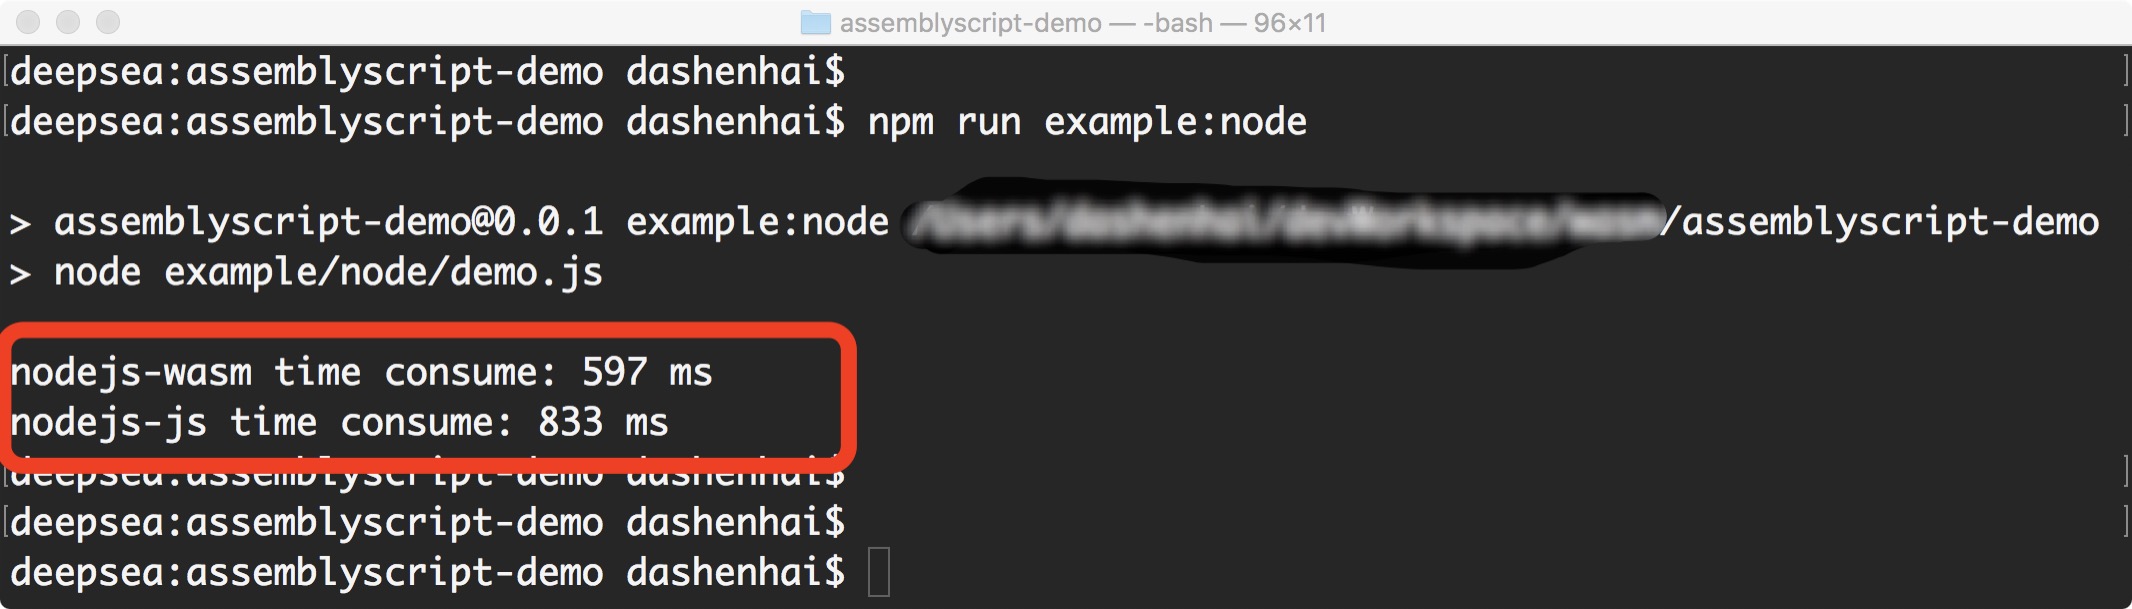 assemblyscript-demo — -bash — 96×11
deepsea:assemblyscript-demo dashenhai$
deepsea:assemblyscript-demo dashenhai$ npm run example:node
> assemblyscript-demo@0.0.1 example:node /assemblyscript-demo
> node example/node/demo.js
nodejs-wasm time consume: 597 ms
nodejs-js time consume: 833 ms
deepsea:assemblyscript-demo dashenhai$
deepsea:assemblyscript-demo dashenhai$
deepsea:assemblyscript-demo dashenhai$